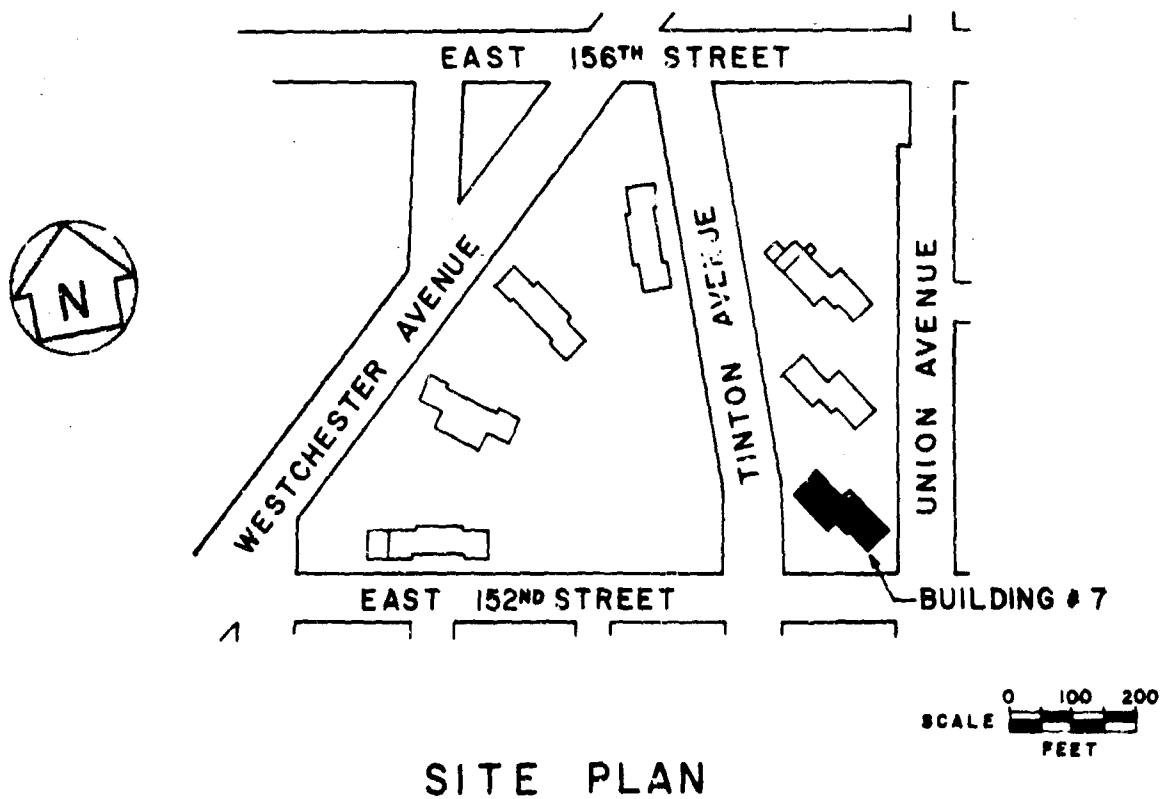 EAST 156TH STREET
N
WESTCHESTER AVENUE
TINTON AVENUE
UNION AVENUE
EAST 152ND STREET
BUILDING # 7
0 100 200
SCALE
FEET
SITE PLAN